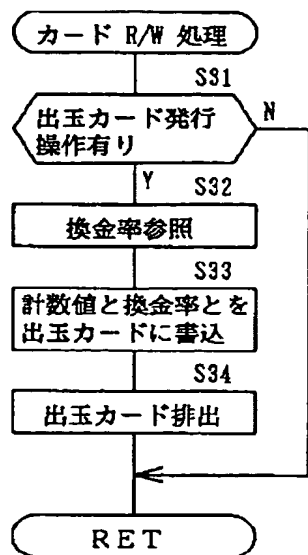 カード R/W 処理
S31
出玉カード発行
操作有り
N
Y
S32
換金率参照
S33
計数値と換金率とを
出玉カードに書込
S34
出玉カード排出
RET